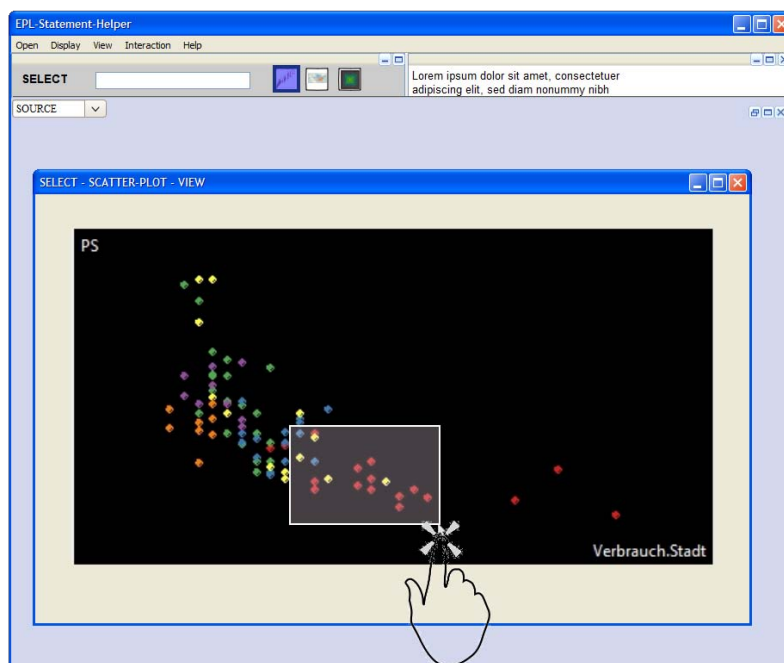 EPL-Statement-Helper
Open Display View Interaction Help
SELECT
Lorem ipsum dolor sit amet, consectetuer
adipiscing elit, sed diam nonummy nibh
SOURCE
SELECT - SCATTER-PLOT - VIEW
PS
Verbrauch.Stadt